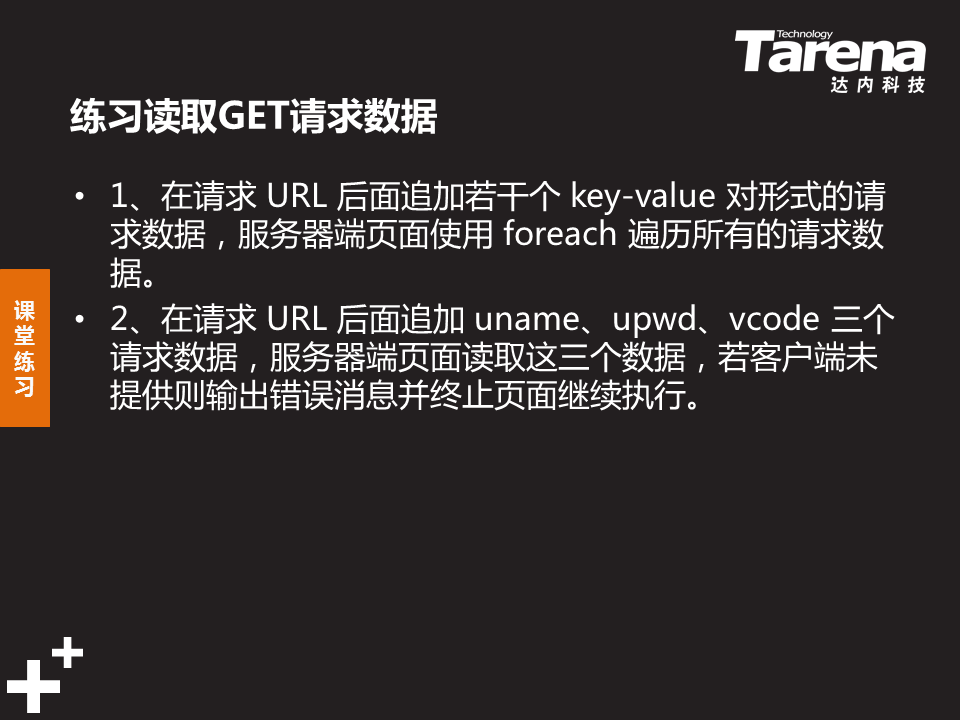 Technology
Tarena
达内科技
练习读取GET请求数据
• 1、在请求 URL 后面追加若干个 key-value 对形式的请
求数据，服务器端页面使用 foreach 遍历所有的请求数
据。
• 2、在请求 URL 后面追加 uname、upwd、vcode 三个
请求数据，服务器端页面读取这三个数据，若客户端未
提供则输出错误消息并终止页面继续执行。
课
堂
练
习